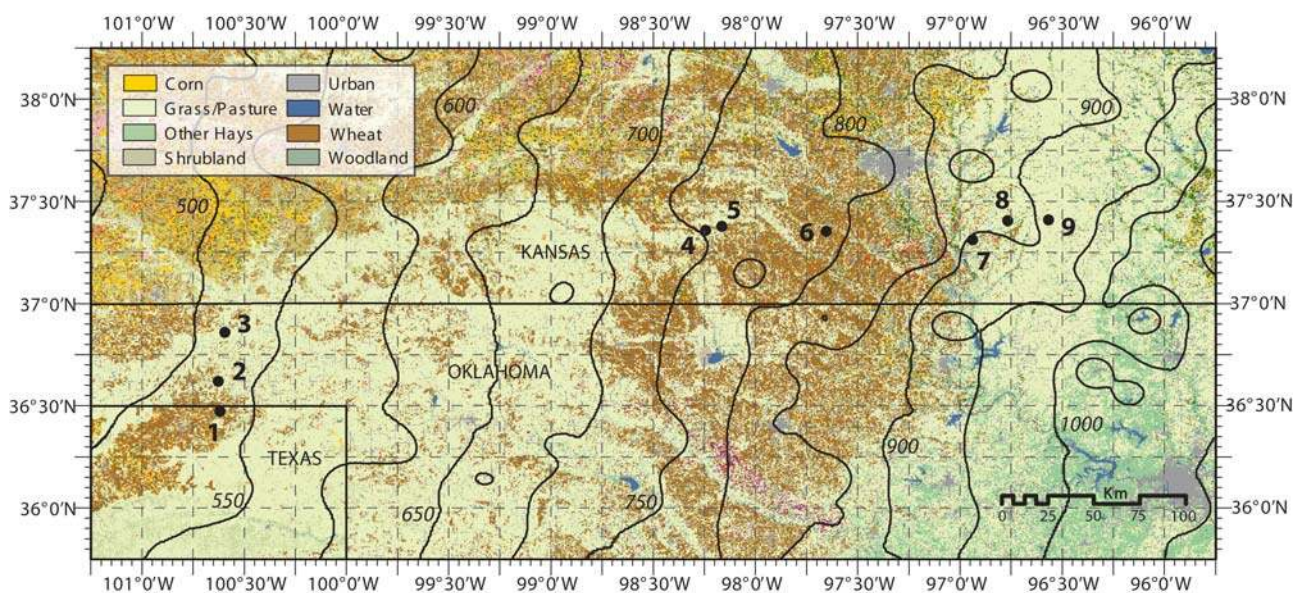 101°0'W 100°30'W 100°0'W 99°30'W 99°0'W 98°30'W 98°0'W 97°30'W 97°0'W 96°30'W 96°0'W
Corn Urban
Grass/Pasture Water
Other Hays Wheat
Shrubland Woodland
38°0'N 600 700 800 900 38°0'N
37°30'N 500 37°30'N
4 5 6 7 8 9
KANSAS
37°0'N 37°0'N
3
2
OKLAHOMA
36°30'N 36°30'N
1
TEXAS 900 1000
550 650 750
Km
36°0'N 0 25 50 75 100 36°0'N
101°0'W 100°30'W 100°0'W 99°30'W 99°0'W 98°30'W 98°0'W 97°30'W 97°0'W 96°30'W 96°0'W